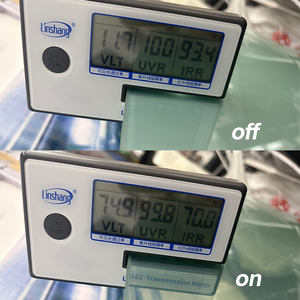 Linshang
11.7 100 93.4
VLT UVR IRR
off
Linshang
74.9 99.8 70.0
VLT UVR IRR
162 Transmission Meter
on